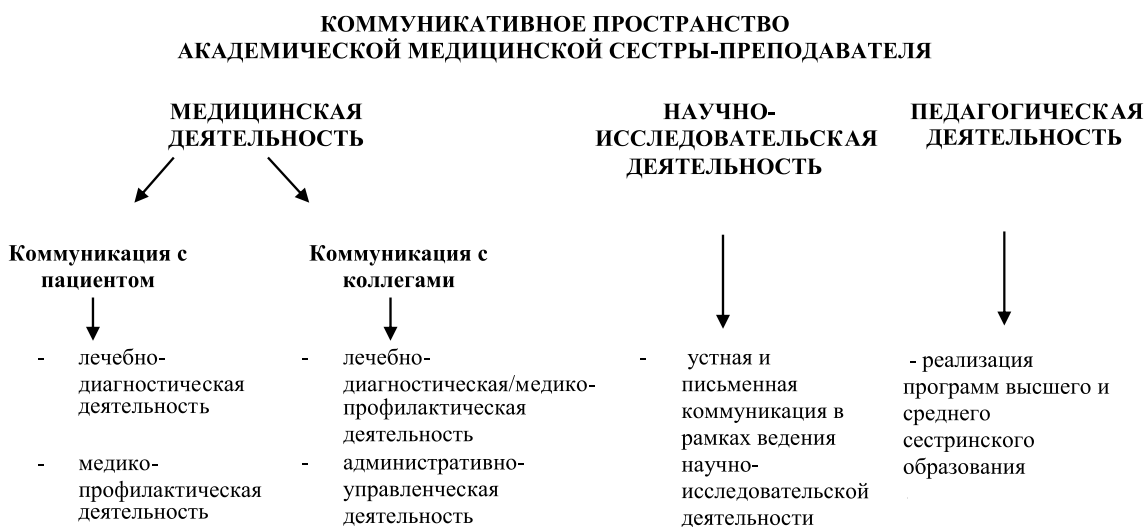 КОММУНИКАТИВНОЕ ПРОСТРАНСТВО
АКАДЕМИЧЕСКОЙ МЕДИЦИНСКОЙ СЕСТРЫ-ПРЕПОДАВАТЕЛЯ
МЕДИЦИНСКАЯ
ДЕЯТЕЛЬНОСТЬ
Коммуникация с
пациентом
- лечебно-
диагностическая
деятельность
- медико-
профилактическая
деятельность
Коммуникация с
коллегами
- лечебно-
диагностическая/медико-
профилактическая
деятельность
- административно-
управленческая
деятельность
НАУЧНО-
ИССЛЕДОВАТЕЛЬСКАЯ
ДЕЯТЕЛЬНОСТЬ
- устная и
письменная
коммуникация в
рамках ведения
научно-
исследовательской
деятельности
ПЕДАГОГИЧЕСКАЯ
ДЕЯТЕЛЬНОСТЬ
- реализация
программ высшего и
среднего
сестринского
образования